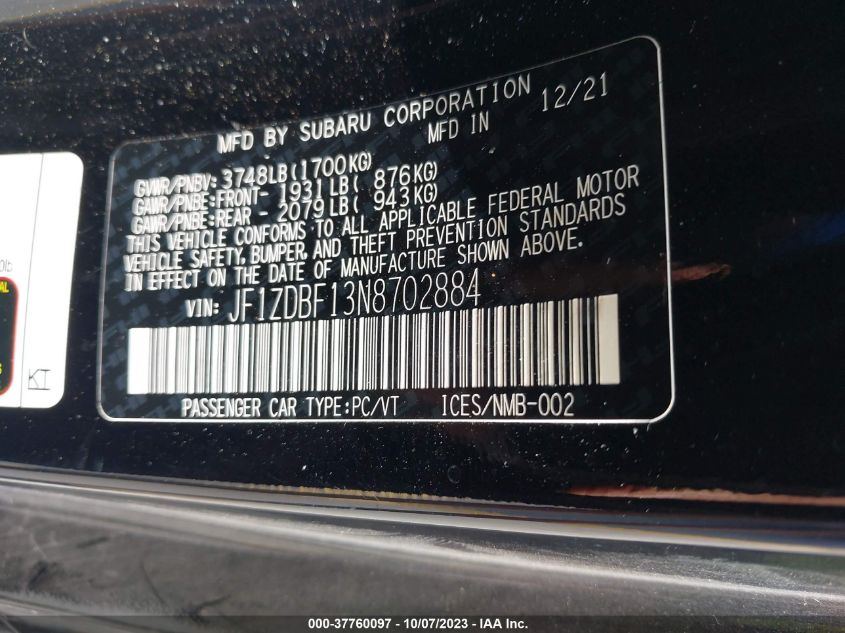 MFD BY SUBARU CORPORATION 12/21
MFD IN
GVWR/PNBV: 3748LB(1700KG)
GAWR/PNBE:FRONT- 1931LB( 876KG)
GAWR/PNBE:REAR - 2079LB( 943KG)
THIS VEHICLE CONFORMS TO ALL APPLICABLE FEDERAL MOTOR
VEHICLE SAFETY, BUMPER, AND THEFT PREVENTION STANDARDS
IN EFFECT ON THE DATE OF MANUFACTURE SHOWN ABOVE.
VIN: JF1ZDBF13N8702884
PASSENGER CAR TYPE:PC/VT ICES/NMB-002
KI
000-37760097 - 10/07/2023 - IAA Inc.